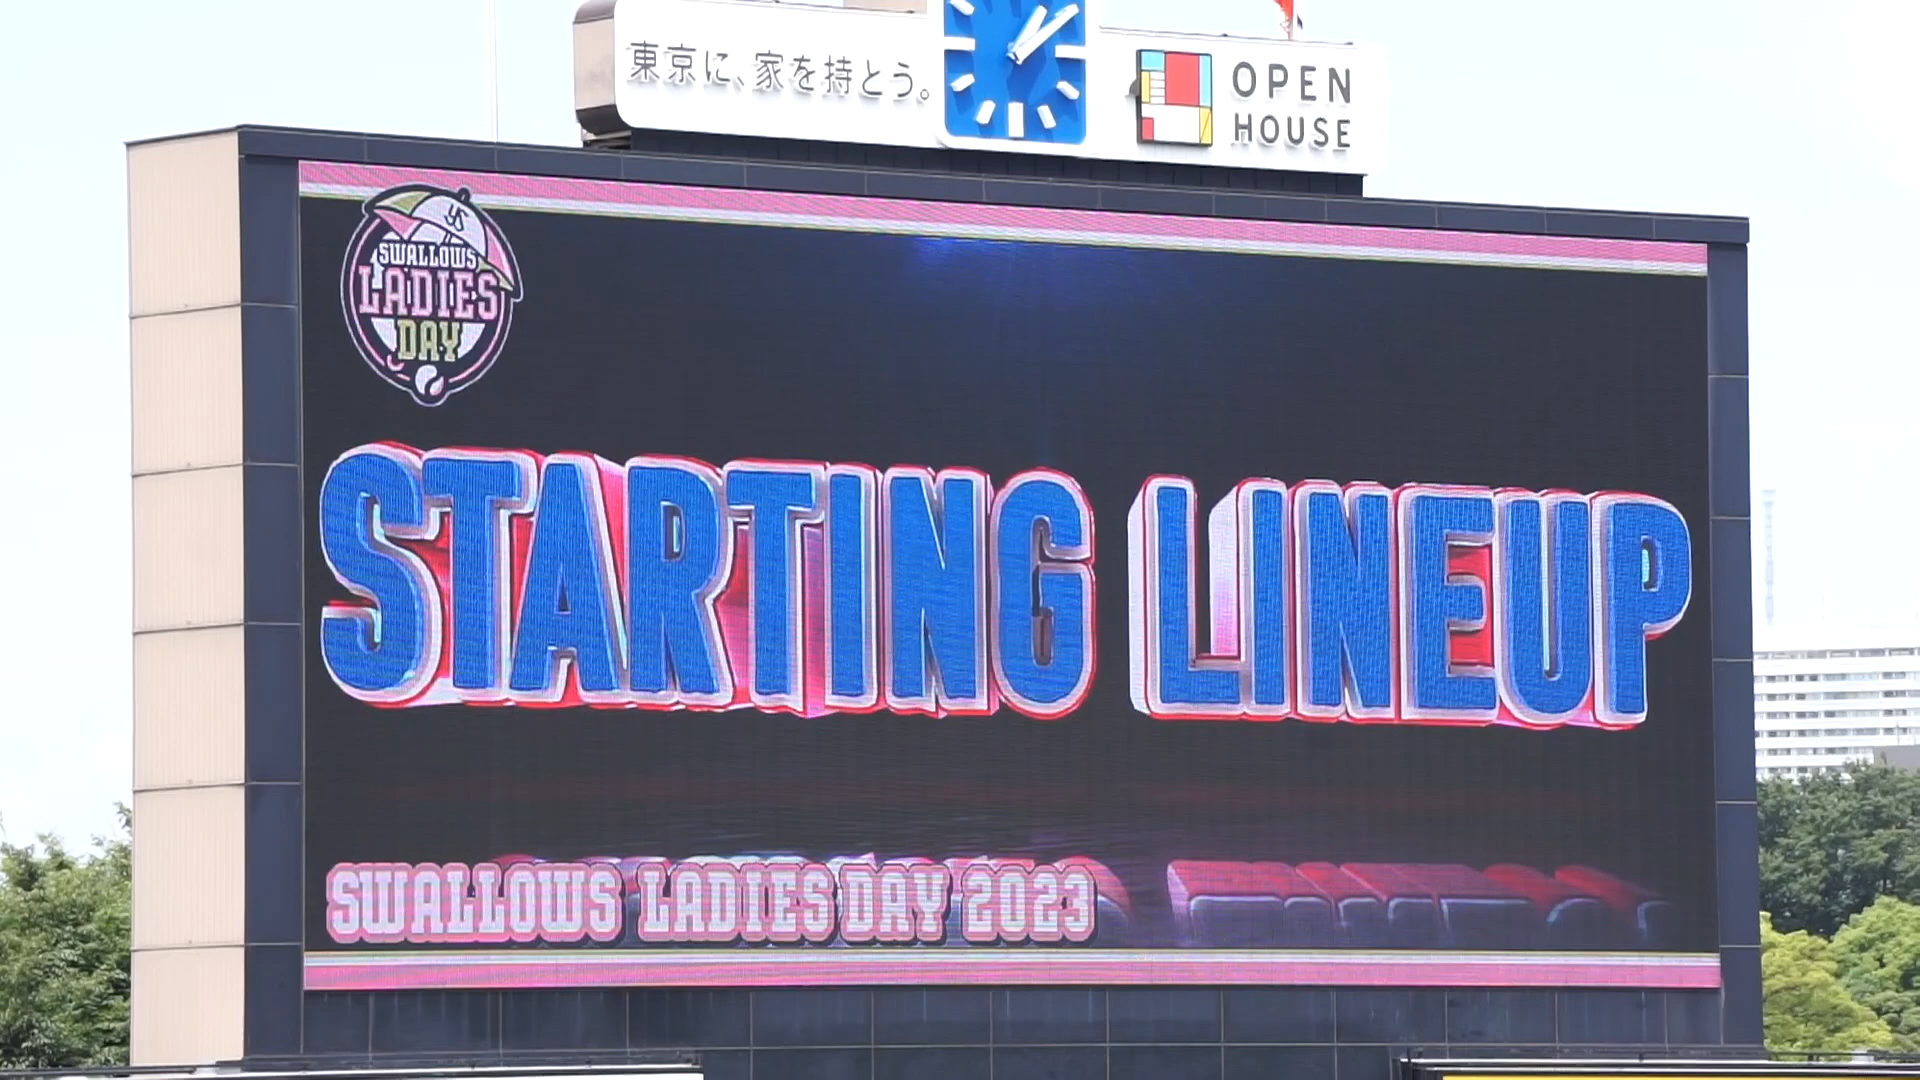 東京に、家を持とう。
OPEN
HOUSE
YS
SWALLOWS
LADIES
DAY
STARTING LINEUP
SWALLOWS LADIES DAY 2023